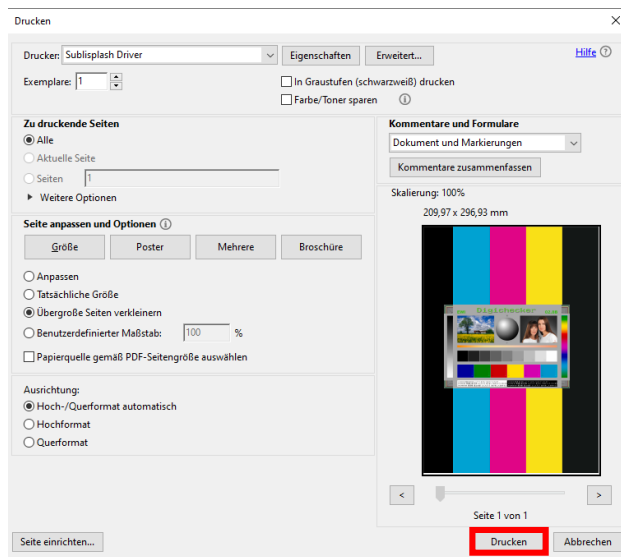 Drucken
Drucker: Sublisplash Driver Eigenschaften Erweitert... Hilfe
Exemplare: 1 In Graustufen (schwarzweiß) drucken
Farbe/Toner sparen
Zu druckende Seiten
Alle
Aktuelle Seite
Seiten 1
Weitere Optionen
Seite anpassen und Optionen
Größe Poster Mehrere Broschüre
Anpassen
Tatsächliche Größe
Übergroße Seiten verkleinern
Benutzerdefinierter Maßstab: 100 %
Papierquelle gemäß PDF-Seitengröße auswählen
Ausrichtung:
Hoch-/Querformat automatisch
Hochformat
Querformat
Kommentare und Formulare
Dokument und Markierungen
Kommentare zusammenfassen
Skalierung: 100%
209,97 x 296,93 mm
Digichecker
< >
Seite 1 von 1
Seite einrichten... Drucken Abbrechen